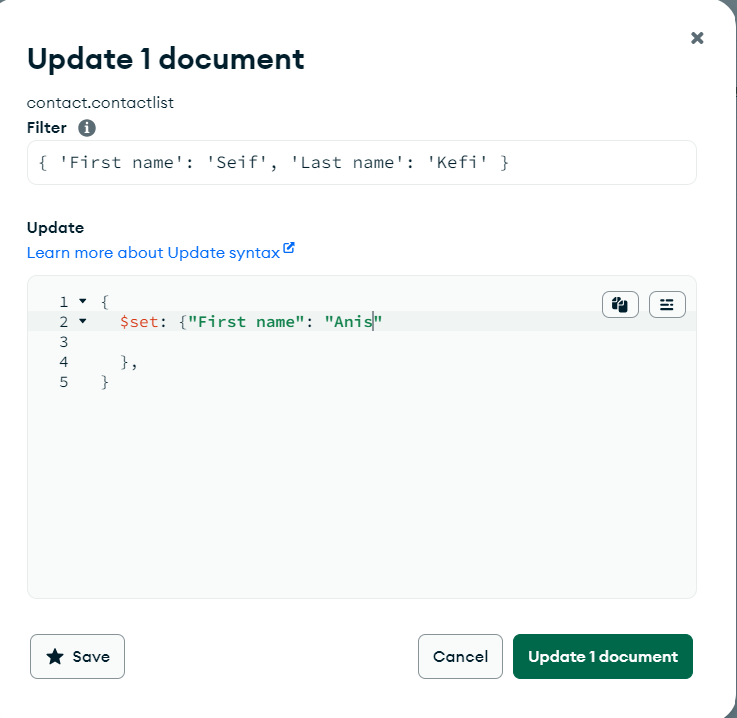 Update 1 document
contact.contactlist
Filter
{ 'First name': 'Seif', 'Last name': 'Kefi' }
Update
Learn more about Update syntax
1 {
2 $set: {"First name": "Anis"
3
4 },
5 }
Save
Cancel
Update 1 document